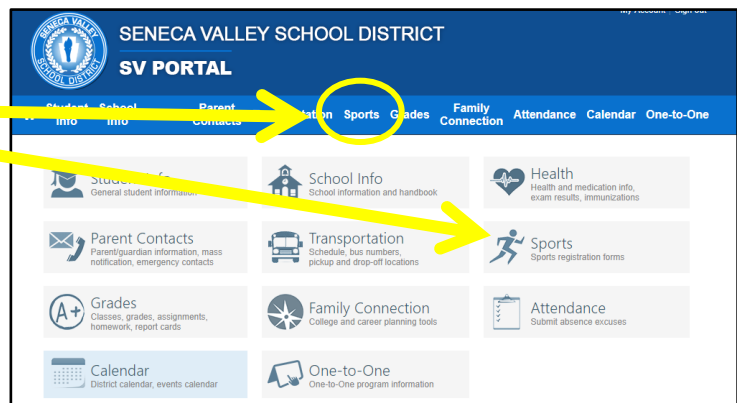 SENECA VALLEY
SCHOOL DISTRICT
SENECA VALLEY SCHOOL DISTRICT
SV PORTAL
Student Info School Info Parent Contacts Sports Grades Family Connection Attendance Calendar One-to-One
Student Info
General student information
School Info
School information and handbook
Health
Health and medication info,
exam results, immunizations
Parent Contacts
Parent/guardian information, mass
notification, emergency contacts
Transportation
Schedule, bus numbers,
pickup and drop-off locations
Sports
Sports registration forms
A+
Grades
Classes, grades, assignments,
homework, report cards
Family Connection
College and career planning tools
Attendance
Submit absence excuses
Calendar
District calendar, events calendar
One-to-One
One-to-One program information